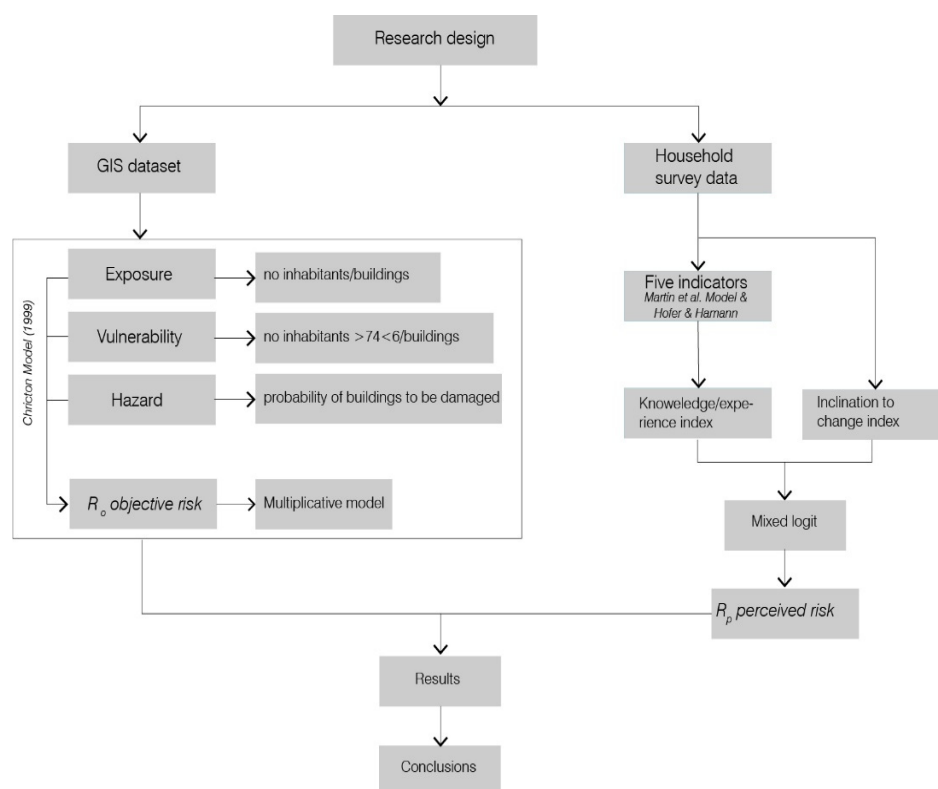 Research design
GIS dataset
Household
survey data
Chricton Model (1999)
Exposure
no inhabitants/buildings
Vulnerability
no inhabitants >74<6/buildings
Hazard
probability of buildings to be damaged
R o objective risk
Multiplicative model
Five indicators
Martin et al. Model &
Hofer & Hamann
Knoweledge/expe-
rience index
Inclination to
change index
Mixed logit
R p perceived risk
Results
Conclusions